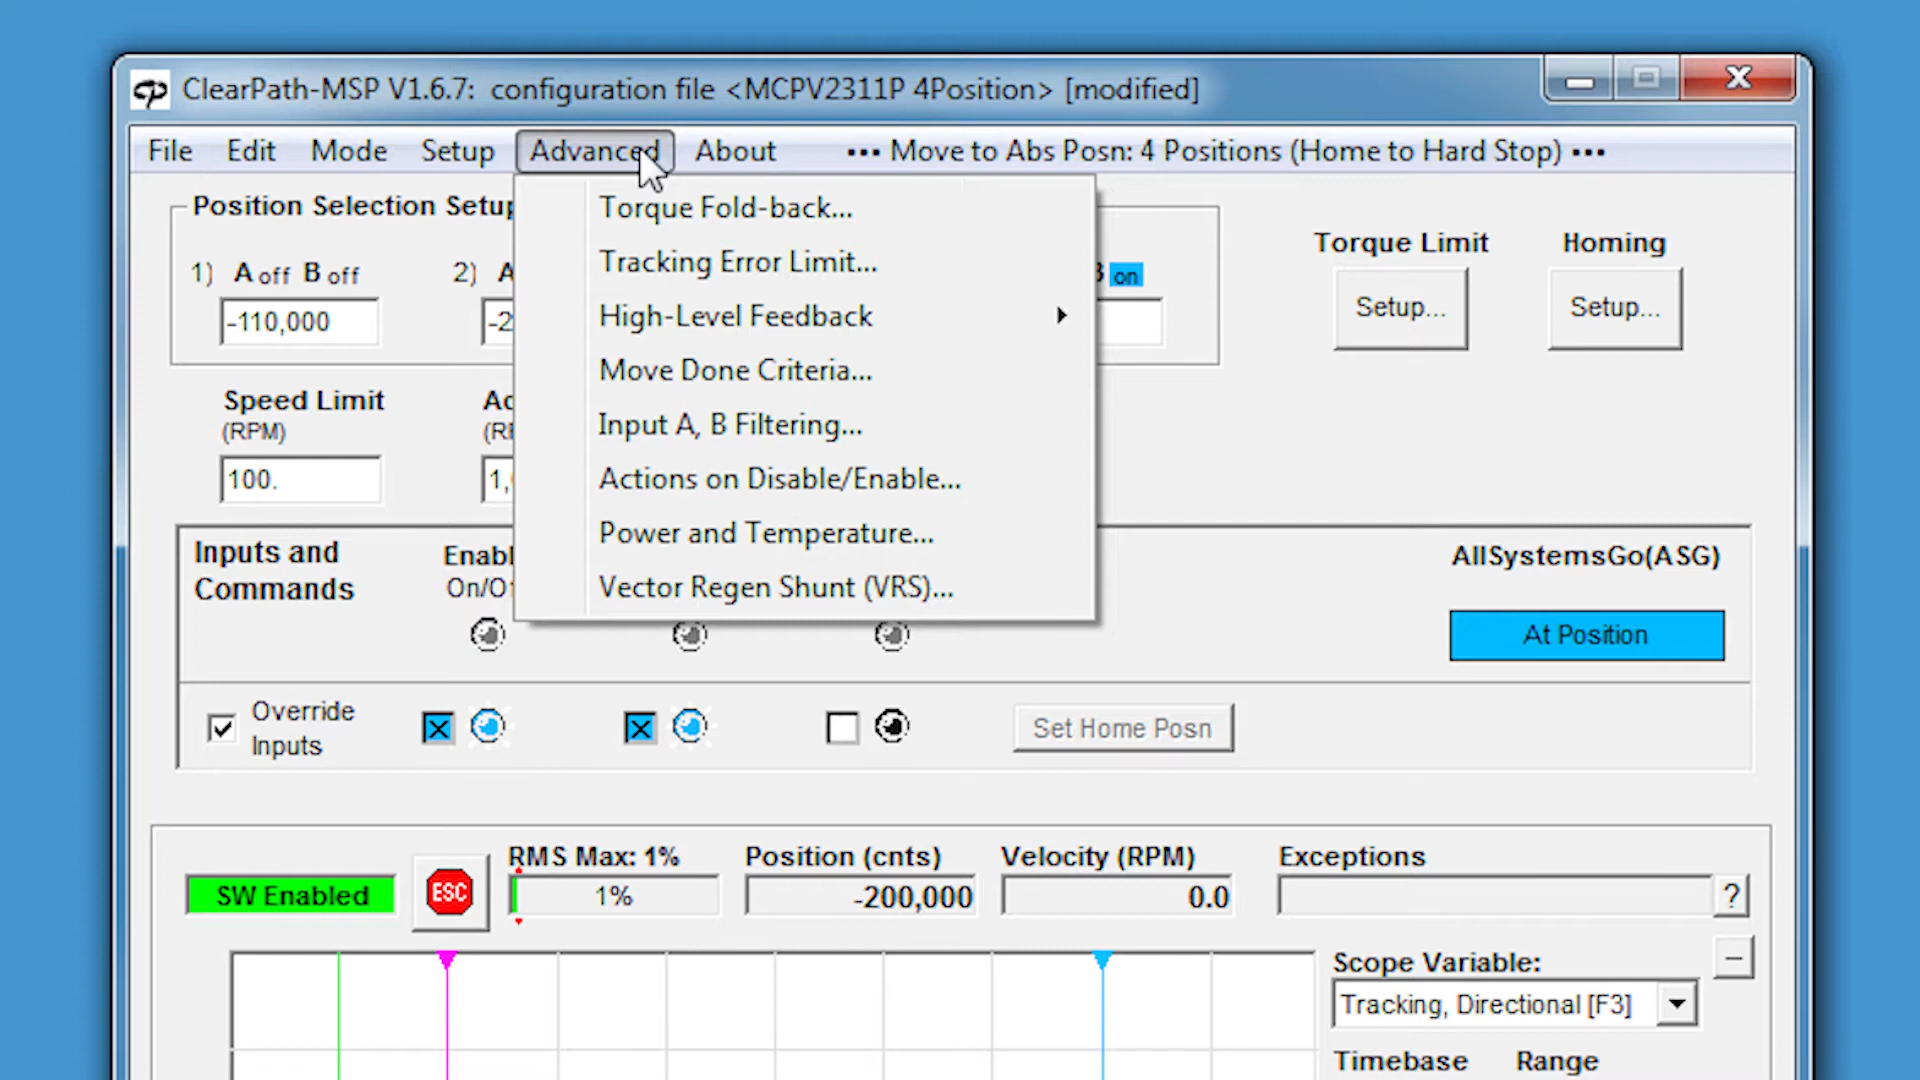 ClearPath-MSP V1.6.7: configuration file <MCPV2311P 4Position> [modified]
File Edit Mode Setup Advanced About ••• Move to Abs Posn: 4 Positions (Home to Hard Stop) •••
Position Selection Setup
1) A off B off 2) A on
-110,000 -2
Torque Limit Homing
Setup... Setup...
Torque Fold-back...
Tracking Error Limit...
High-Level Feedback
Move Done Criteria...
Input A, B Filtering...
Actions on Disable/Enable...
Power and Temperature...
Vector Regen Shunt (VRS)...
Speed Limit
(RPM)
100. 1,
Inputs and
Commands
On/O
AllSystemsGo(ASG)
At Position
Override
Inputs
Set Home Posn
RMS Max: 1% Position (cnts) Velocity (RPM) Exceptions
SW Enabled ESC 1% -200,000 0.0 ?
Scope Variable:
Tracking, Directional [F3]
Timebase Range